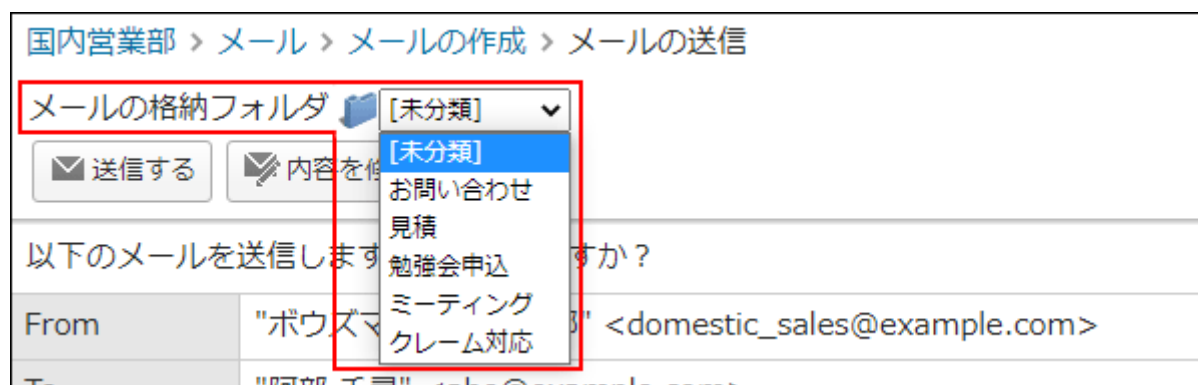 国内営業部 > メール > メールの作成 > メールの送信
メールの格納フォルダ [未分類]
[未分類]
お問い合わせ
見積
勉強会申込
ミーティング
クレーム対応
送信する 内容を
以下のメールを送信します すか？
From "ボウズマ " <domestic_sales@example.com>